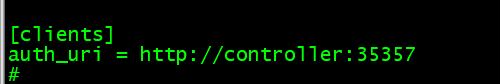 [clients]
auth_uri = http://controller:35357
#